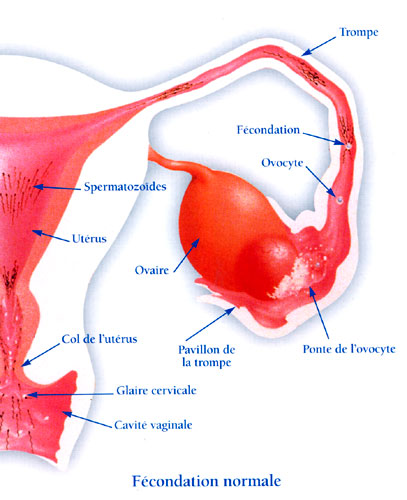 Trompe
Fécondation
Ovocyte
Spermatozoïdes
Utérus
Ovaire
Col de l'utérus
Pavillon de
la trompe
Ponte de l'ovocyte
Glaire cervicale
Cavité vaginale
Fécondation normale